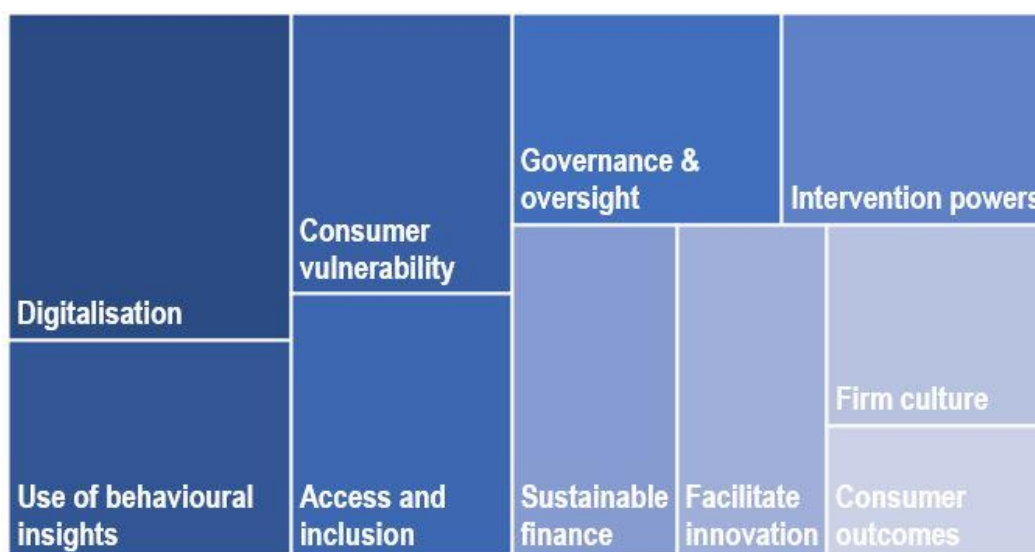 Digitalisation
Use of behavioural
insights
Consumer
vulnerability
Access and
inclusion
Governance &
oversight
Intervention powers
Sustainable
finance
Facilitate
innovation
Firm culture
Consumer
outcomes